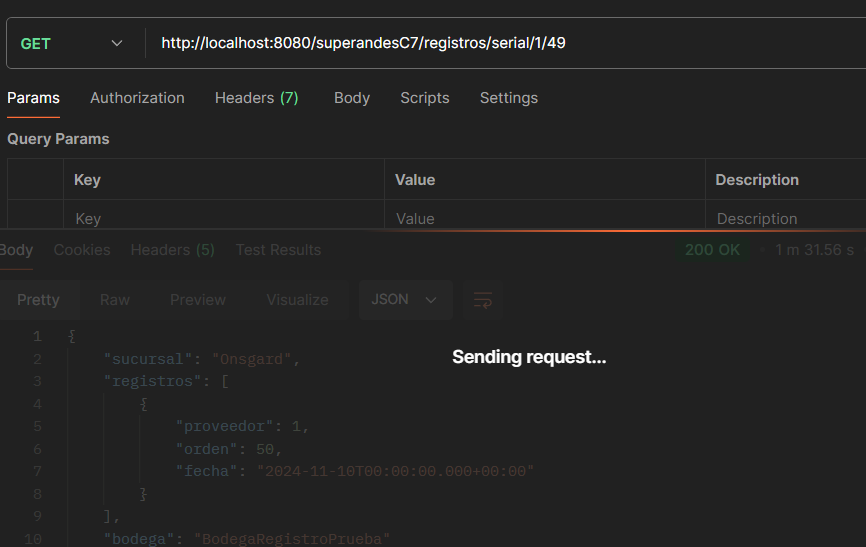 GET http://localhost:8080/superandesC7/registros/serial/1/49
Params Authorization Headers (7) Body Scripts Settings
Query Params
Key Value Description
Key Value Description
Body Cookies Headers (5) Test Results 200 OK • 1 m 31.56 s
Pretty Raw Preview Visualize JSON
1 {
2 "sucursal": "Onsgard",
Sending request...
3 "registros": [
4 {
5 "proveedor": 1,
6 "orden": 50,
7 "fecha": "2024-11-10T00:00:00.000+00:00"
8 }
9 ],
10 "bodega": "BodegaRegistroPrueba"